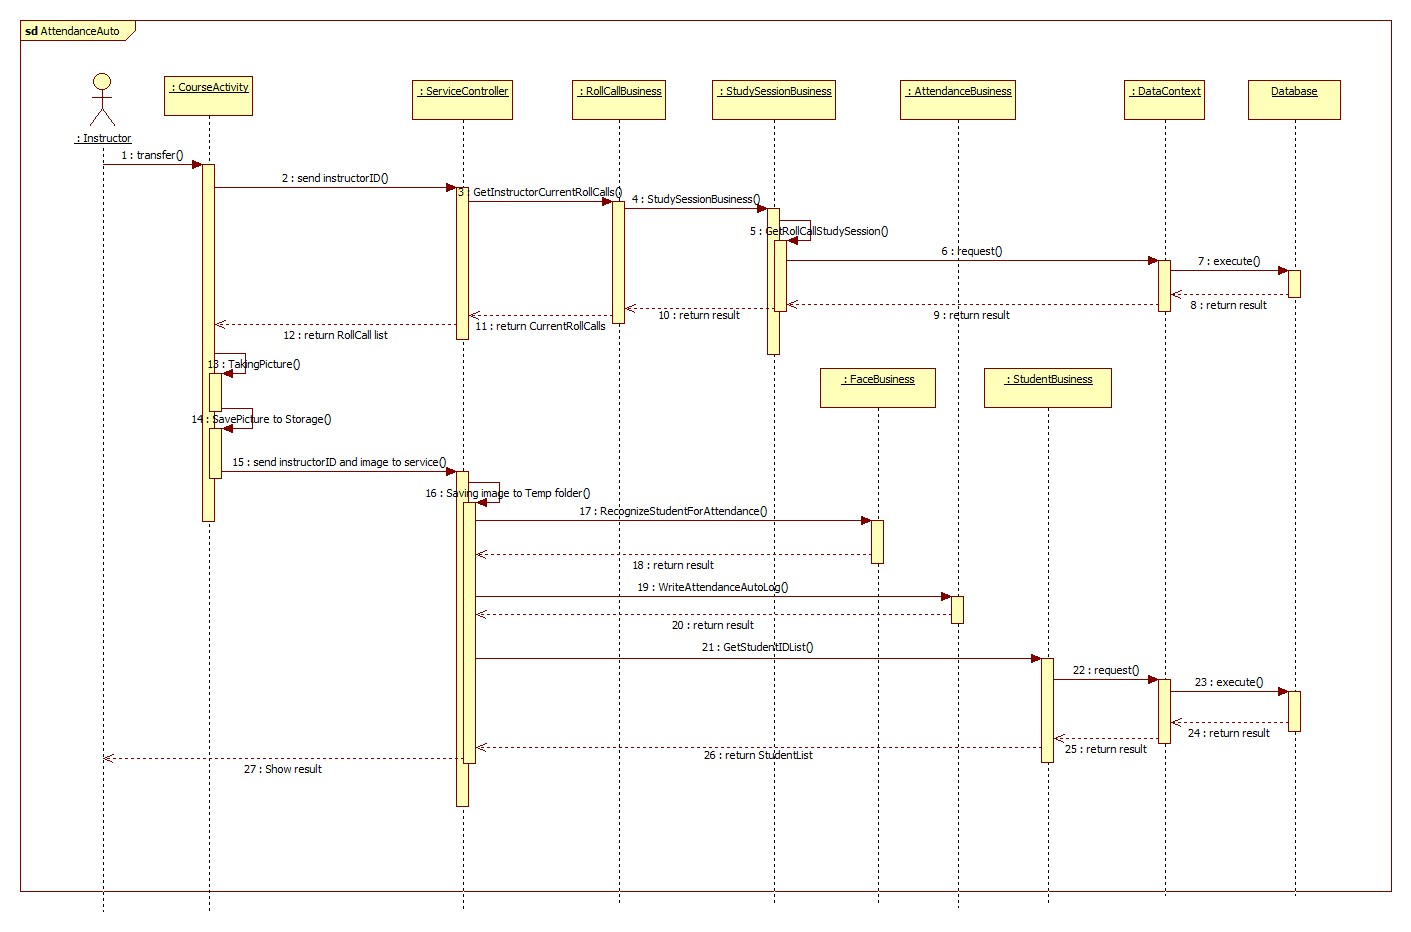 sd AttendanceAuto
: CourseActivity
: ServiceController
: RollCallBusiness
: StudySessionBusiness
: AttendanceBusiness
: DataContext
Database
: Instructor
1 : transfer()
2 : send instructorID()
3 : GetInstructorCurrentRollCalls()
4 : StudySessionBusiness()
5 : GetRollCallStudySession()
6 : request()
7 : execute()
8 : return result
9 : return result
10 : return result
11 : return CurrentRollCalls
12 : return RollCall list
13 : TakingPicture()
: FaceBusiness
: StudentBusiness
14 : SavePicture to Storage()
15 : send instructorID and image to service()
16 : Saving image to Temp folder()
17 : RecognizeStudentForAttendance()
18 : return result
19 : WriteAttendanceAutoLog()
20 : return result
21 : GetStudentIDList()
22 : request()
23 : execute()
24 : return result
25 : return result
26 : return StudentList
27 : Show result